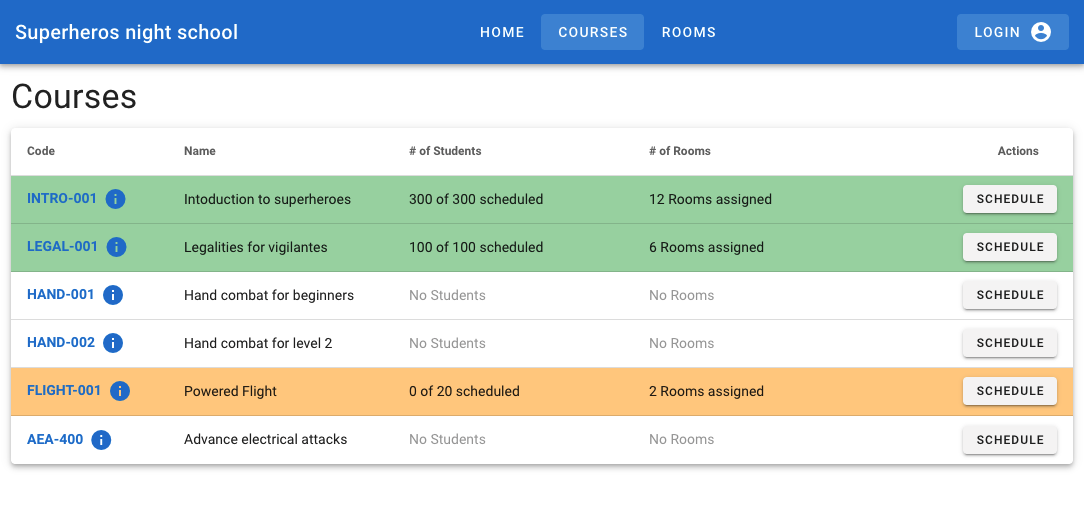 Superheros night school HOME COURSES ROOMS LOGIN
Courses
Code Name # of Students # of Rooms Actions
INTRO-001 Intoduction to superheroes 300 of 300 scheduled 12 Rooms assigned SCHEDULE
LEGAL-001 Legalities for vigilantes 100 of 100 scheduled 6 Rooms assigned SCHEDULE
HAND-001 Hand combat for beginners No Students No Rooms SCHEDULE
HAND-002 Hand combat for level 2 No Students No Rooms SCHEDULE
FLIGHT-001 Powered Flight 0 of 20 scheduled 2 Rooms assigned SCHEDULE
AEA-400 Advance electrical attacks No Students No Rooms SCHEDULE